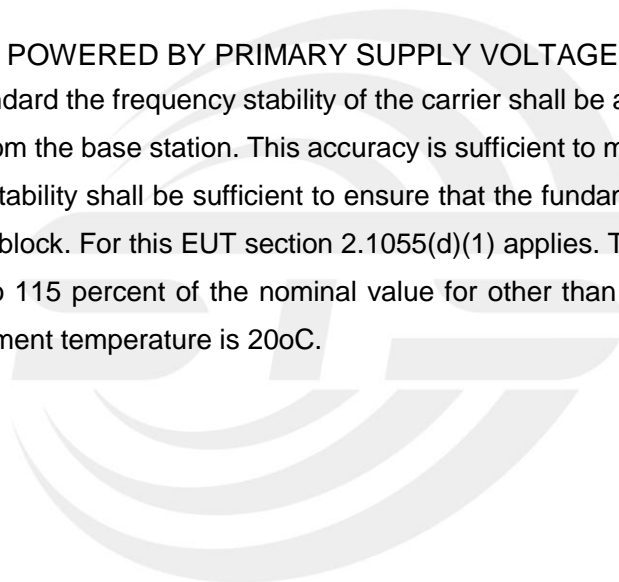 POWERED BY PRIMARY SUPPLY VOLTAGE
ndard the frequency stability of the carrier shall be a
om the base station. This accuracy is sufficient to m
tability shall be sufficient to ensure that the fundar
block. For this EUT section 2.1055(d)(1) applies. T
o 115 percent of the nominal value for other than
ment temperature is 20oC.